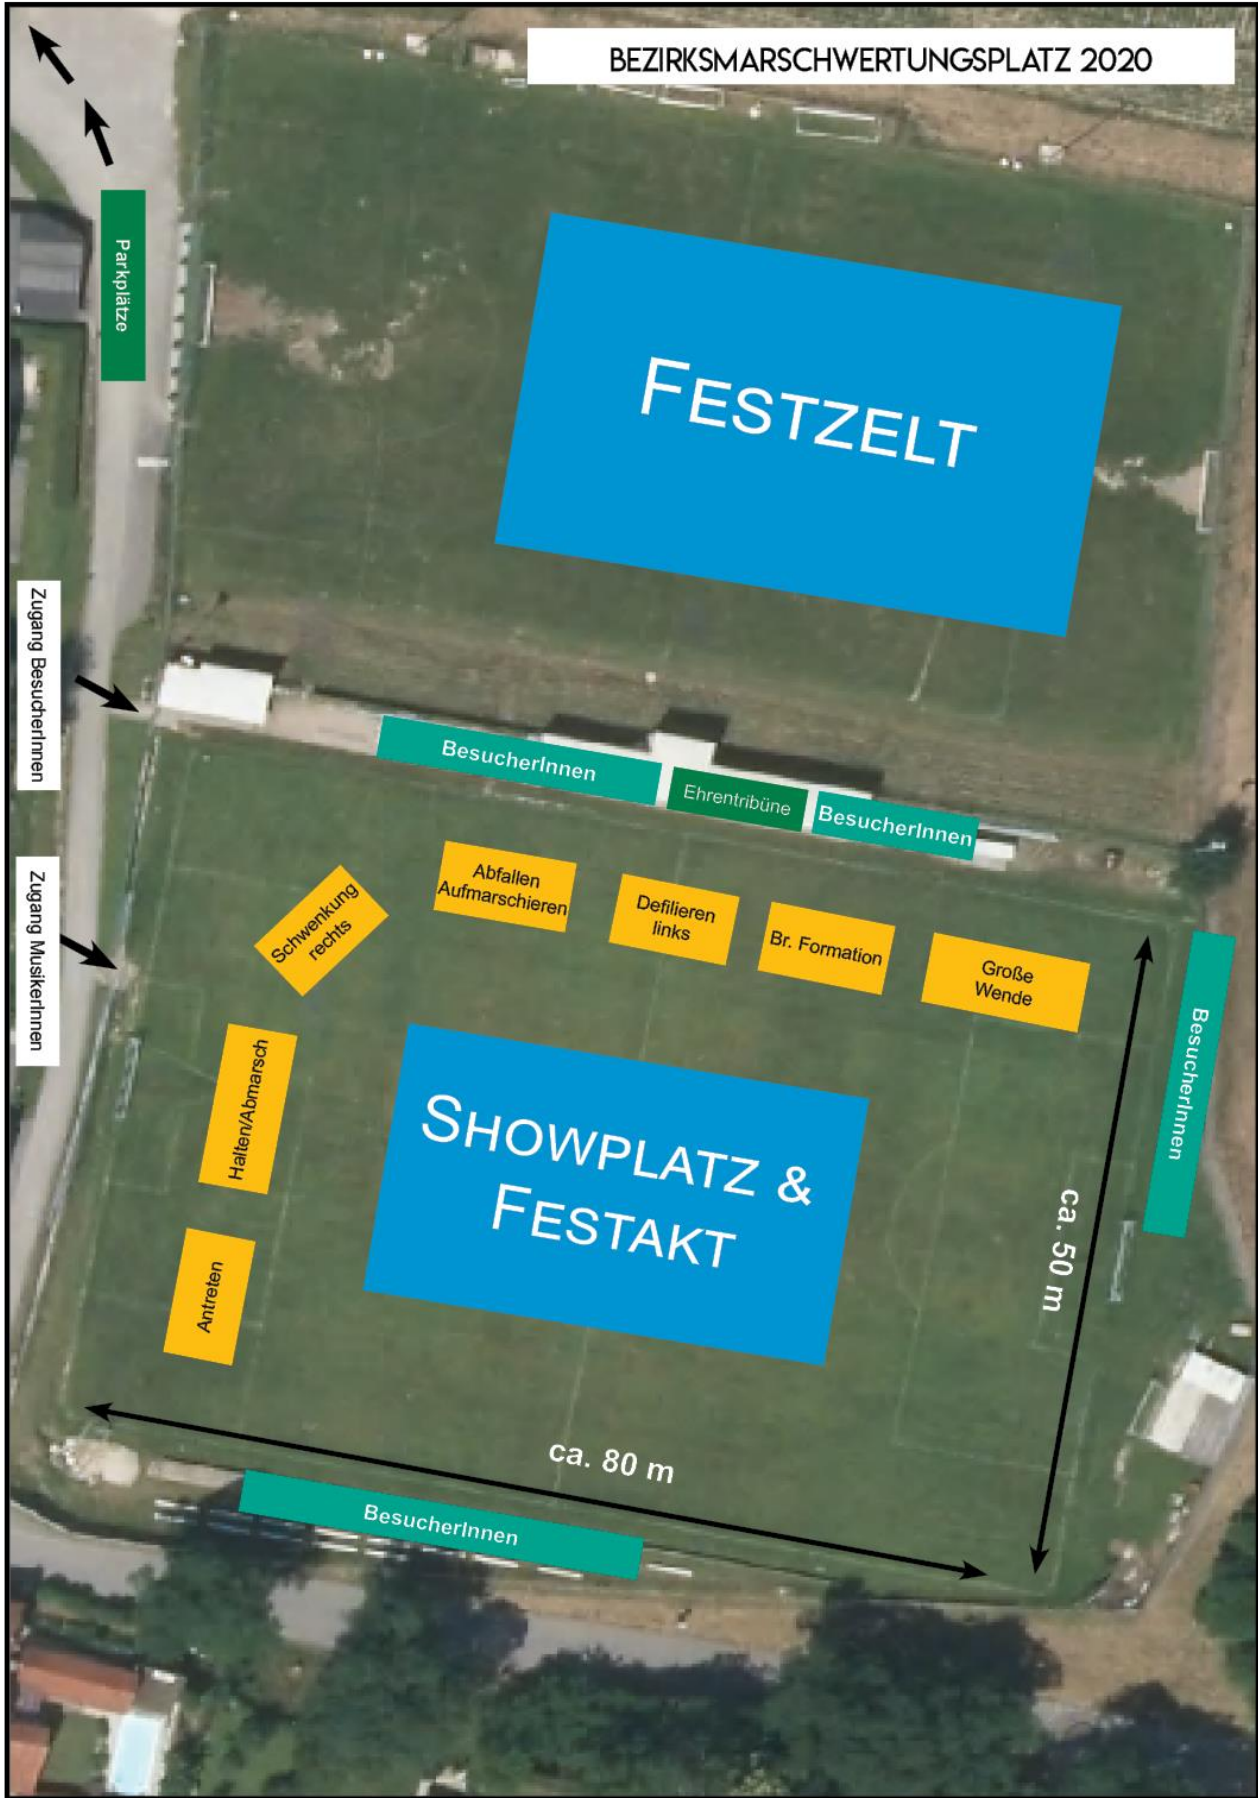 BEZIRKSMARSCHWERTUNGSPLATZ 2020
Parkplätze
FESTZELT
Zugang BesucherInnen
BesucherInnen
Ehrentribüne
BesucherInnen
Zugang MusikerInnen
Schwenkung
rechts
Abfallen
Aufmarschieren
Defilieren
links
Br. Formation
Große
Wende
BesucherInnen
Halten/Abmarsch
SHOWPLATZ &
FESTAKT
ca. 50 m
Antreten
ca. 80 m
BesucherInnen